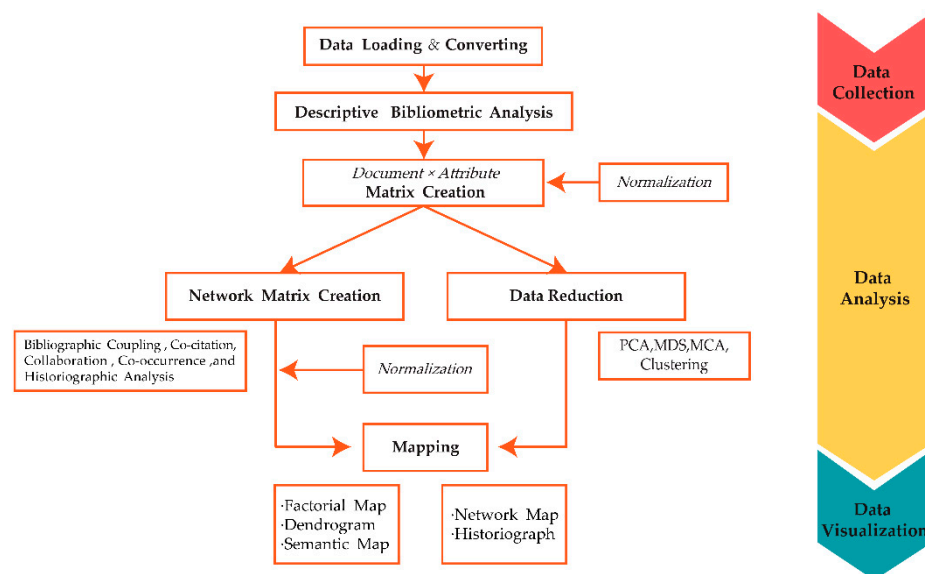 Data Loading & Converting
Descriptive Bibliometric Analysis
Document × Attribute
Matrix Creation
Normalization
Network Matrix Creation
Data Reduction
Bibliographic Coupling , Co-citation,
Collaboration , Co-occurrence ,and
Historiographic Analysis
Normalization
PCA,MDS,MCA,
Clustering
Mapping
·Factorial Map
·Dendrogram
·Semantic Map
·Network Map
·Historiograph
Data
Collection
Data
Analysis
Data
Visualization